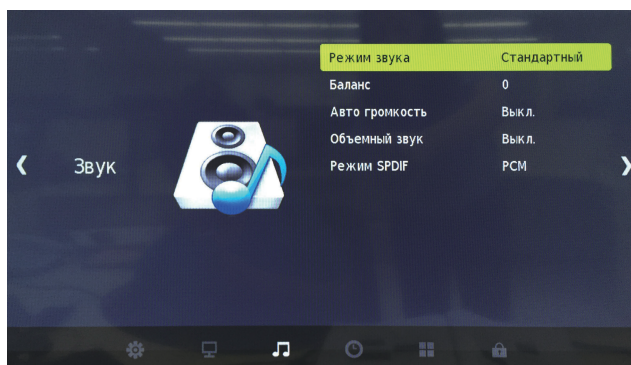 Режим звука Стандартный
Баланс 0
Авто громкость Выкл.
Объемный звук Выкл.
Звук
Режим SPDIF PCM